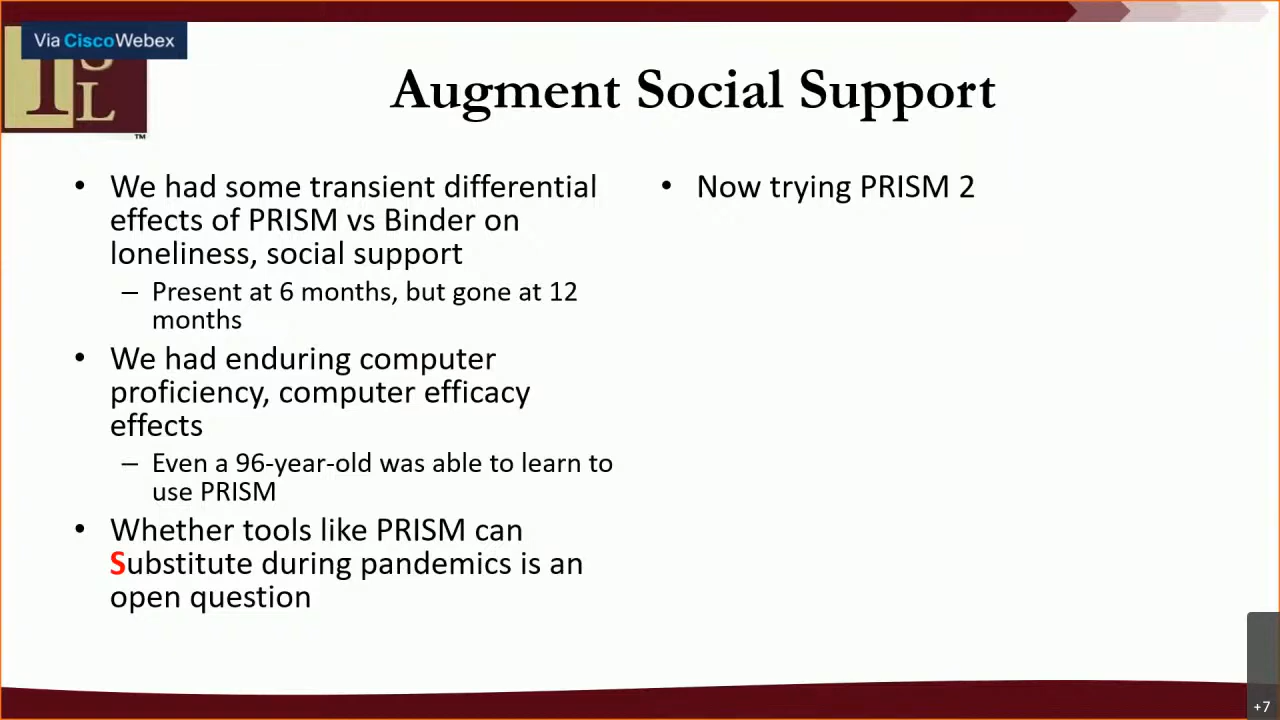 Via CiscoWebex
I S
L
™
Augment Social Support
• We had some transient differential
effects of PRISM vs Binder on
loneliness, social support
– Present at 6 months, but gone at 12
months
• We had enduring computer
proficiency, computer efficacy
effects
– Even a 96-year-old was able to learn to
use PRISM
• Whether tools like PRISM can
Substitute during pandemics is an
open question
• Now trying PRISM 2
+7